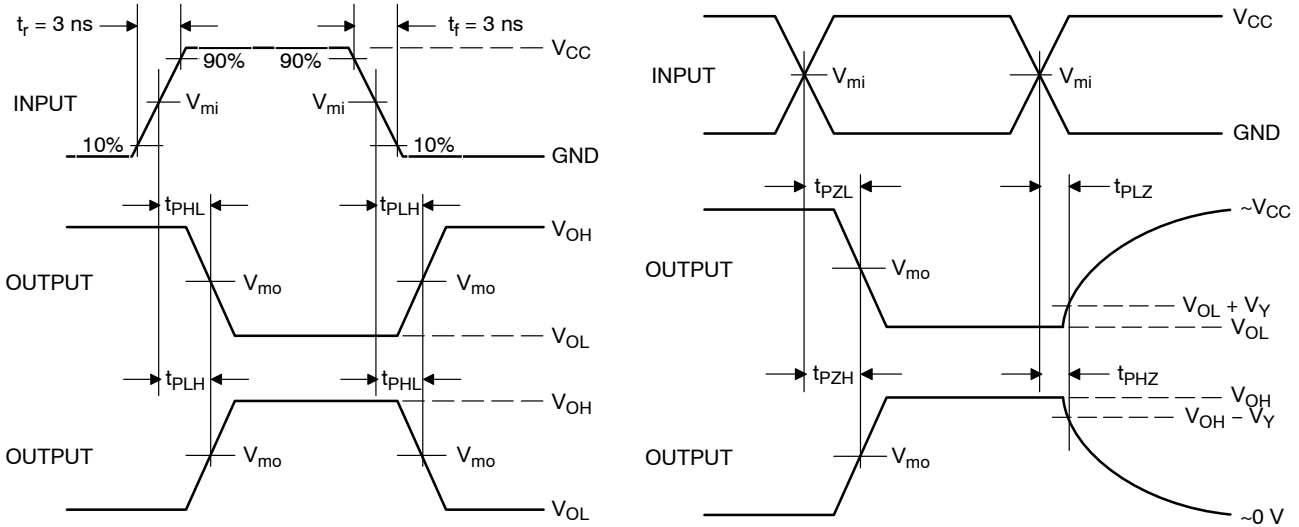 tr = 3 ns
tf = 3 ns
VCC
90%
90%
INPUT
Vmi
Vmi
10%
10%
GND
tPHL
tPLH
VOH
OUTPUT
Vmo
Vmo
VOL
tPLH
tPHL
VOH
OUTPUT
Vmo
Vmo
VOL
VCC
INPUT
Vmi
Vmi
GND
tPZL
tPLZ
~VCC
OUTPUT
Vmo
VOL + VY
VOL
tPZH
tPHZ
VOH
VOH − VY
OUTPUT
Vmo
~0 V